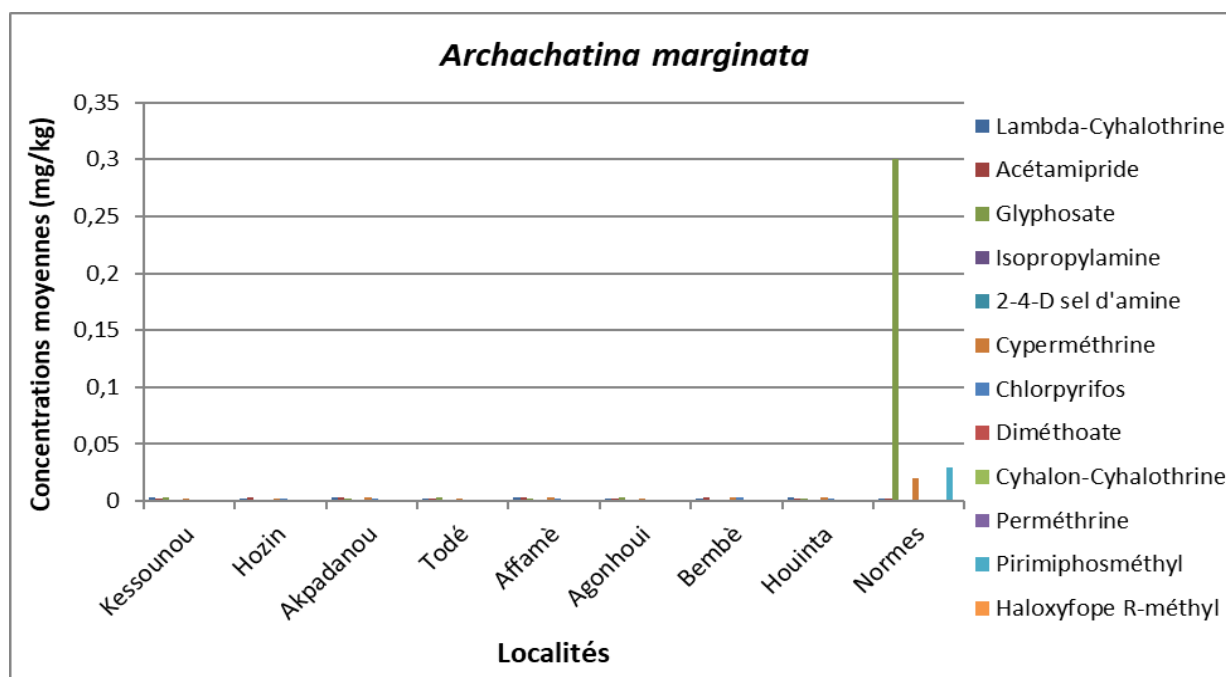 Archachatina marginata
Concentrations moyennes (mg/kg)
0,35
0,3
0,25
0,2
0,15
0,1
0,05
0
Kessounou
Hozin
Akpadanou
Todé
Affamè
Agonhoui
Bembè
Houinta
Normes
Localités
Lambda-Cyhalothrine
Acétamipride
Glyphosate
Isopropylamine
2-4-D sel d'amine
Cyperméthrine
Chlorpyrifos
Diméthoate
Cyhalon-Cyhalothrine
Perméthrine
Pirimiphosméthyl
Haloxyfope R-méthyl